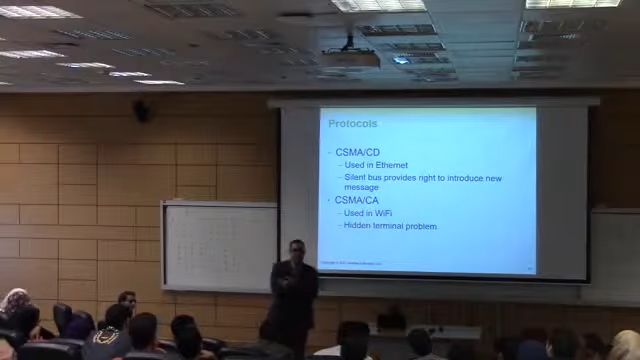 Protocols
– CSMA/CD
– Used in Ethernet
– Silent bus provides right to introduce new
message
• CSMA/CA
– Used in WiFi
– Hidden terminal problem